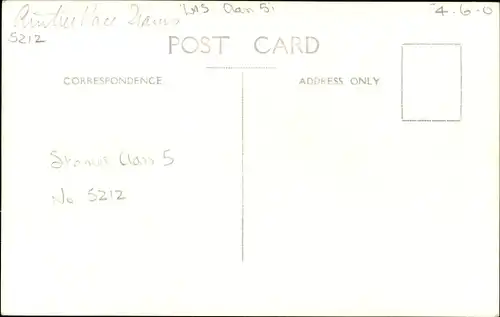 LMS Class 5. 4-6-0
5212
POST CARD
CORRESPONDENCE ADDRESS ONLY
Stanier Class 5
No 5212